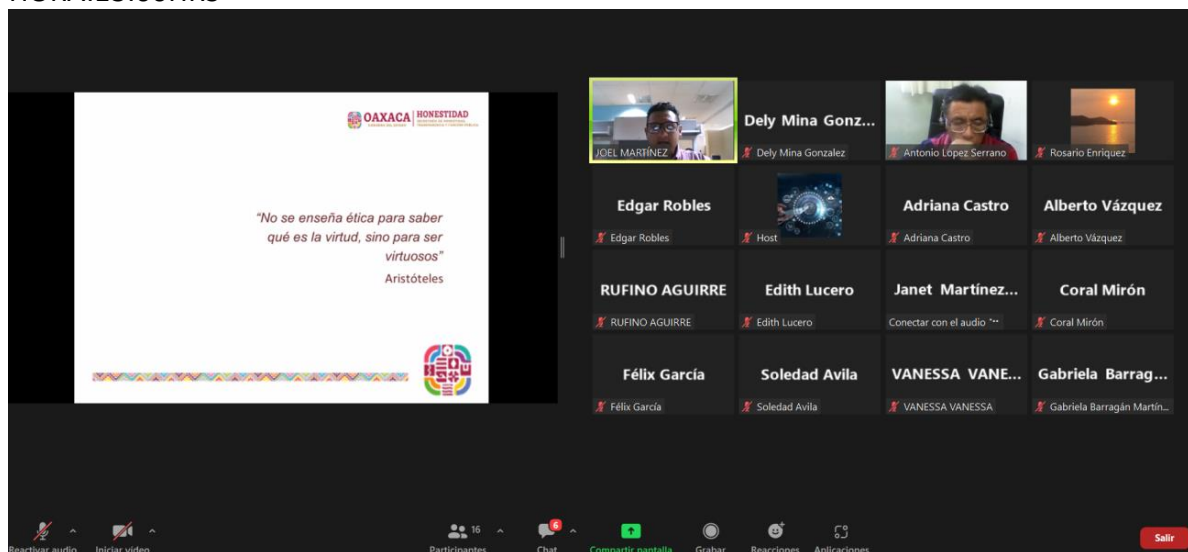 OAXACA HONESTIDAD
"No se enseña ética para saber
qué es la virtud, sino para ser
virtuosos"
Aristóteles
JOEL MARTÍNEZ
Dely Mina Gonz...
Dely Mina Gonzalez
Antonio López Serrano
Rosario Enriquez
Edgar Robles
Edgar Robles
Host
Adriana Castro
Adriana Castro
Alberto Vázquez
Alberto Vázquez
RUFINO AGUIRRE
RUFINO AGUIRRE
Edith Lucero
Edith Lucero
Janet Martínez...
Conectar con el audio
Coral Mirón
Coral Mirón
Félix García
Félix García
Soledad Avila
Soledad Avila
VANESSA VANE...
VANESSA VANESSA
Gabriela Barrag...
Gabriela Barragán Martín...
Reactivar audio
Iniciar video
16
Participantes
6
Chat
Compartir pantalla
Grabar
Reacciones
Aplicaciones
Salir